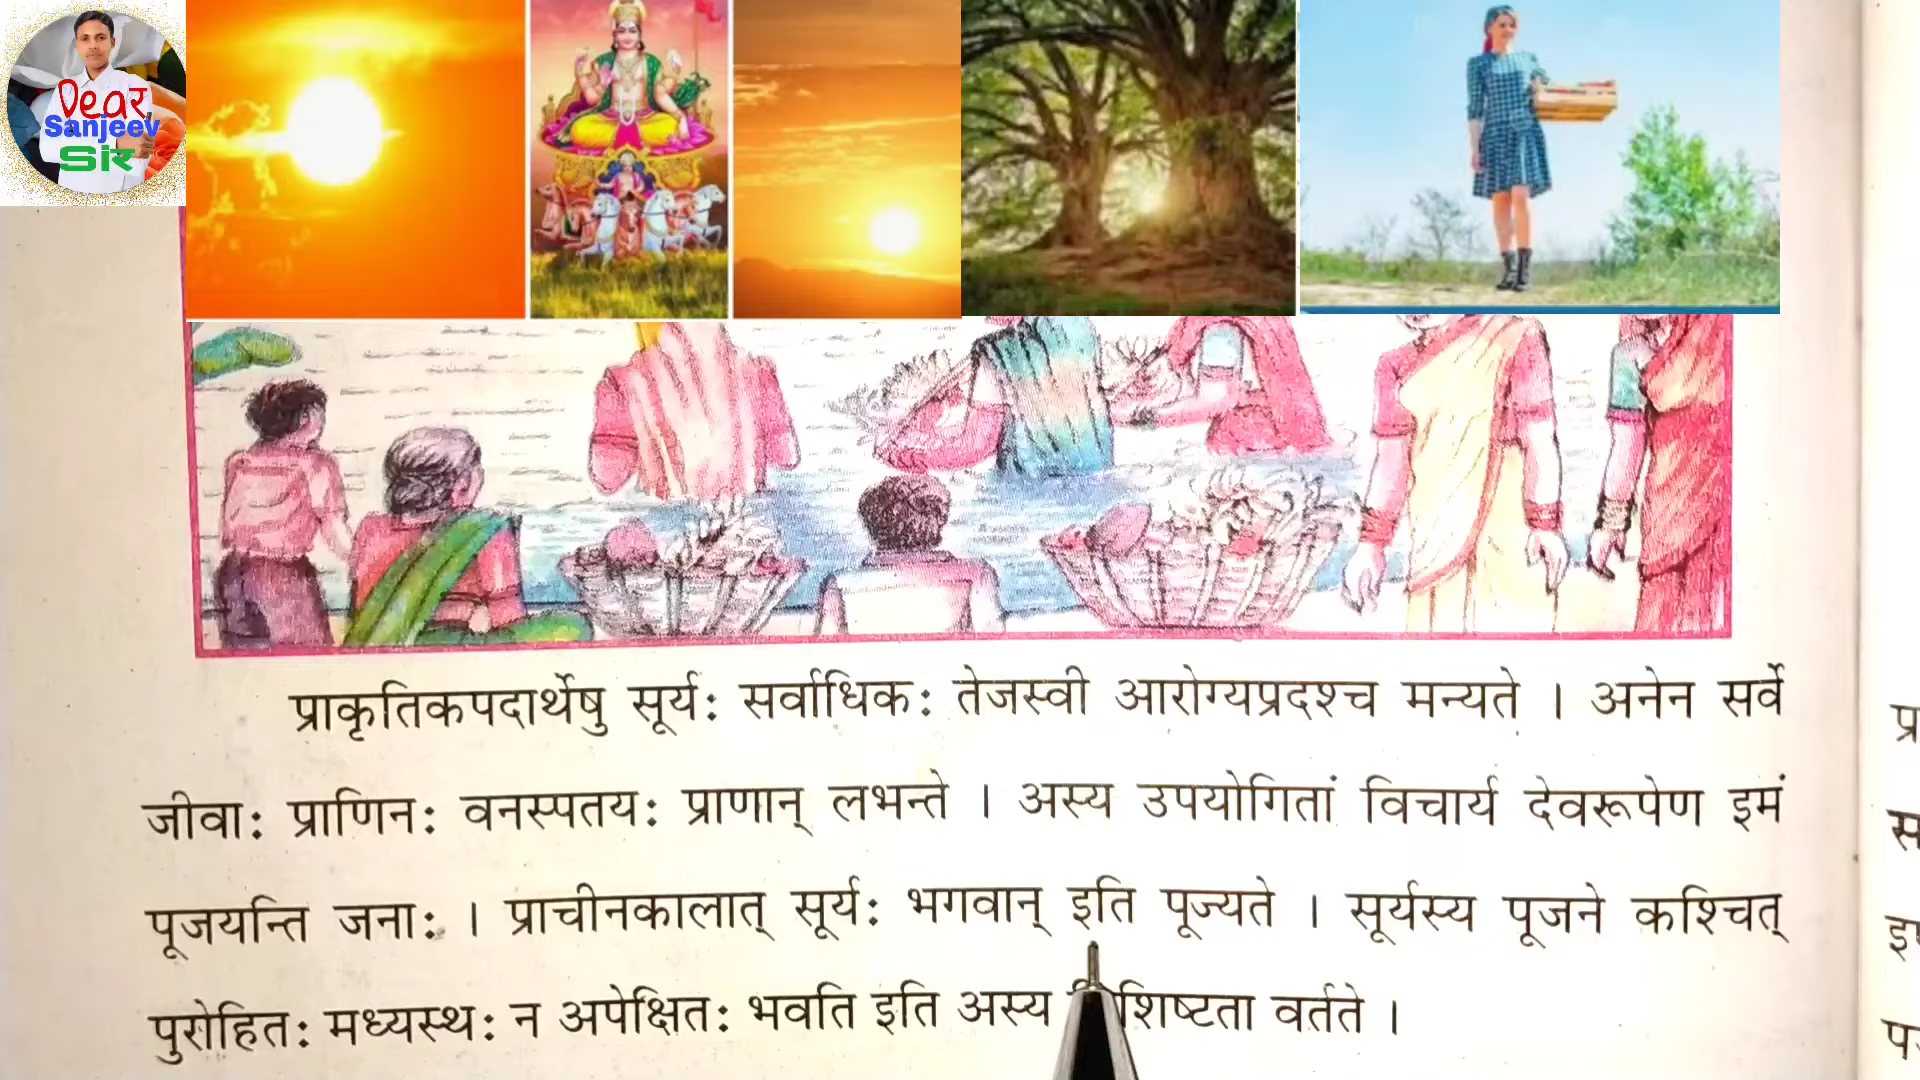 Dear
Sanjeev
Sir
प्राकृतिकपदार्थेषु सूर्यः सर्वाधिकः तेजस्वी आरोग्यप्रदश्च मन्यते । अनेन सर्वे
जीवाः प्राणिनः वनस्पतयः प्राणान् लभन्ते । अस्य उपयोगितां विचार्य देवरूपेण इमं
पूजयन्ति जनाः । प्राचीनकालात् सूर्यः भगवान् इति पूज्यते । सूर्यस्य पूजने कश्चित्
पुरोहितः मध्यस्थः न अपेक्षितः भवति इति अस्य शिष्टता वर्तते ।